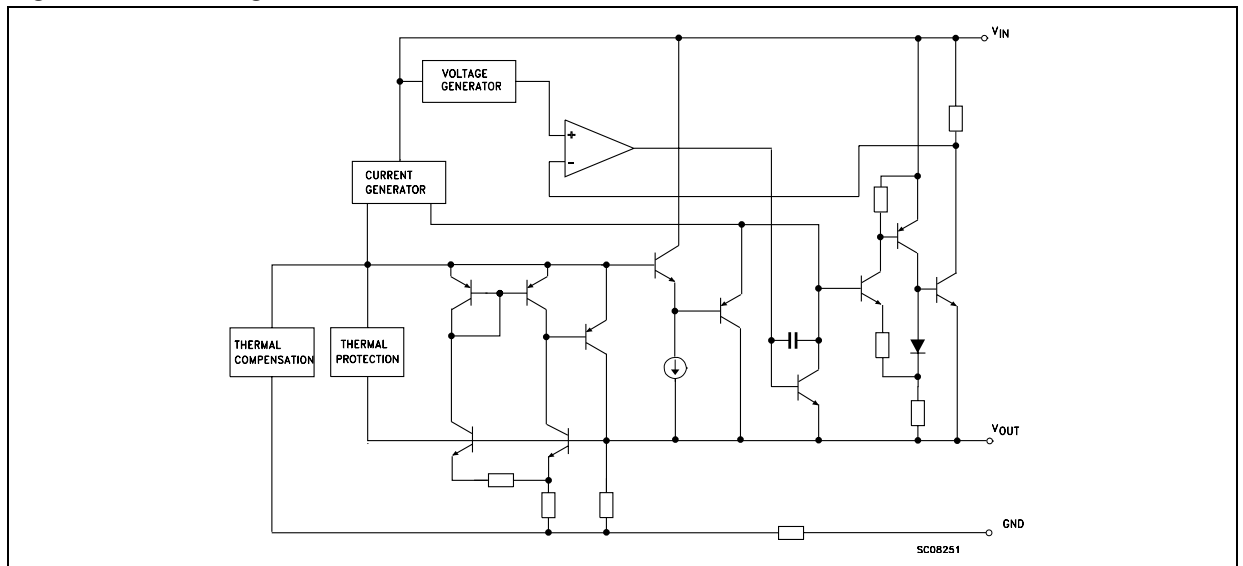 VIN
VOLTAGE
GENERATOR
+
-
CURRENT
GENERATOR
THERMAL
COMPENSATION
THERMAL
PROTECTION
VOUT
GND
SC08251